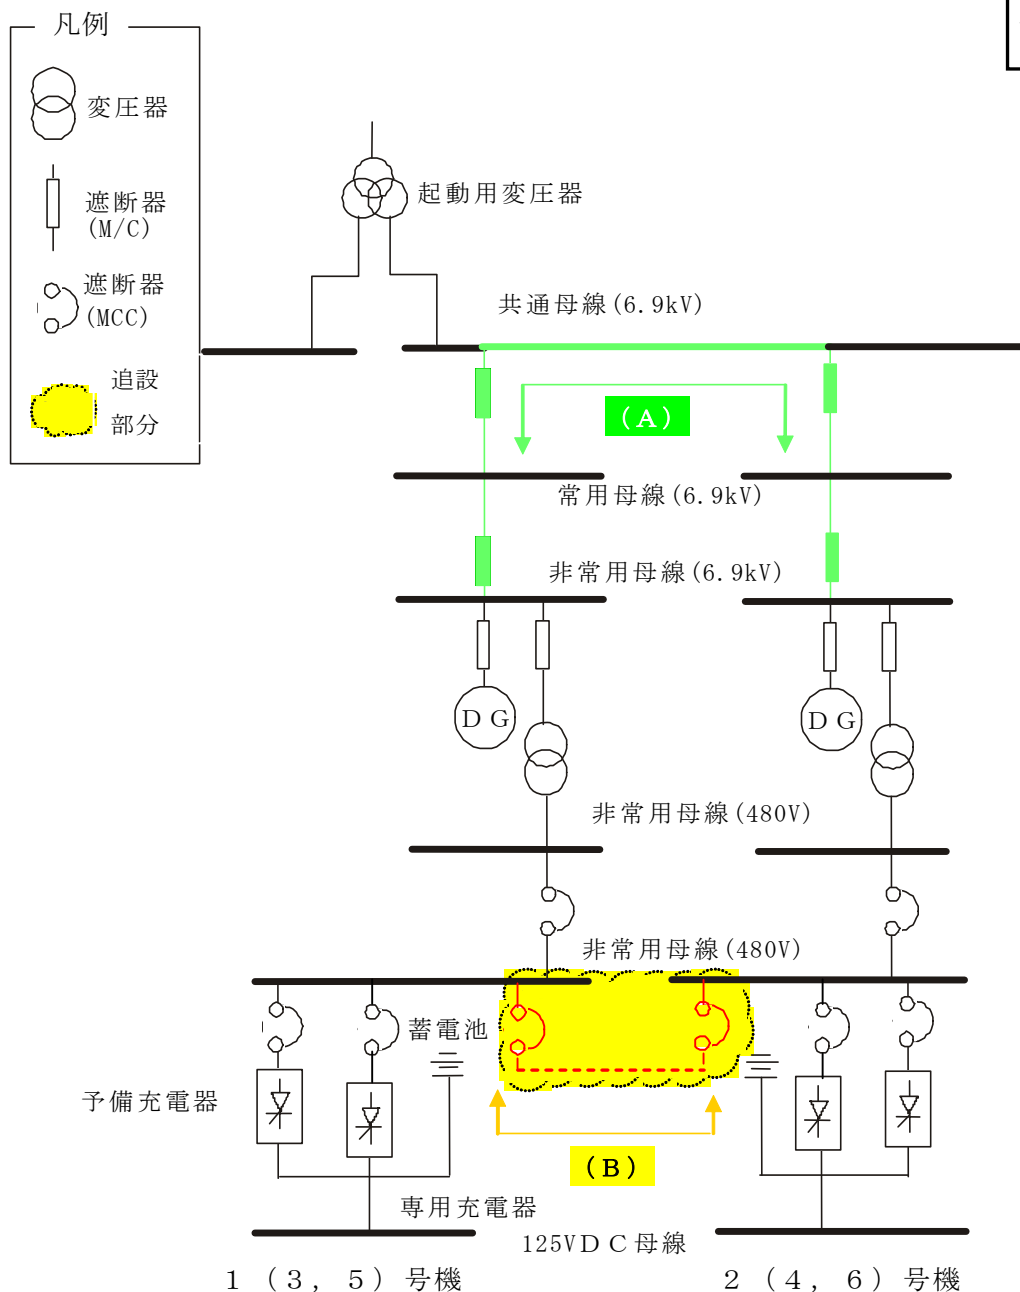 凡例
変圧器
遮断器
(M/C)
遮断器
(MCC)
追設
部分
起動用変圧器
共通母線(6.9kV)
(A)
常用母線(6.9kV)
非常用母線(6.9kV)
DG
DG
非常用母線(480V)
非常用母線(480V)
蓄電池
予備充電器
(B)
専用充電器
125VDC母線
1(3,5)号機
2(4,6)号機